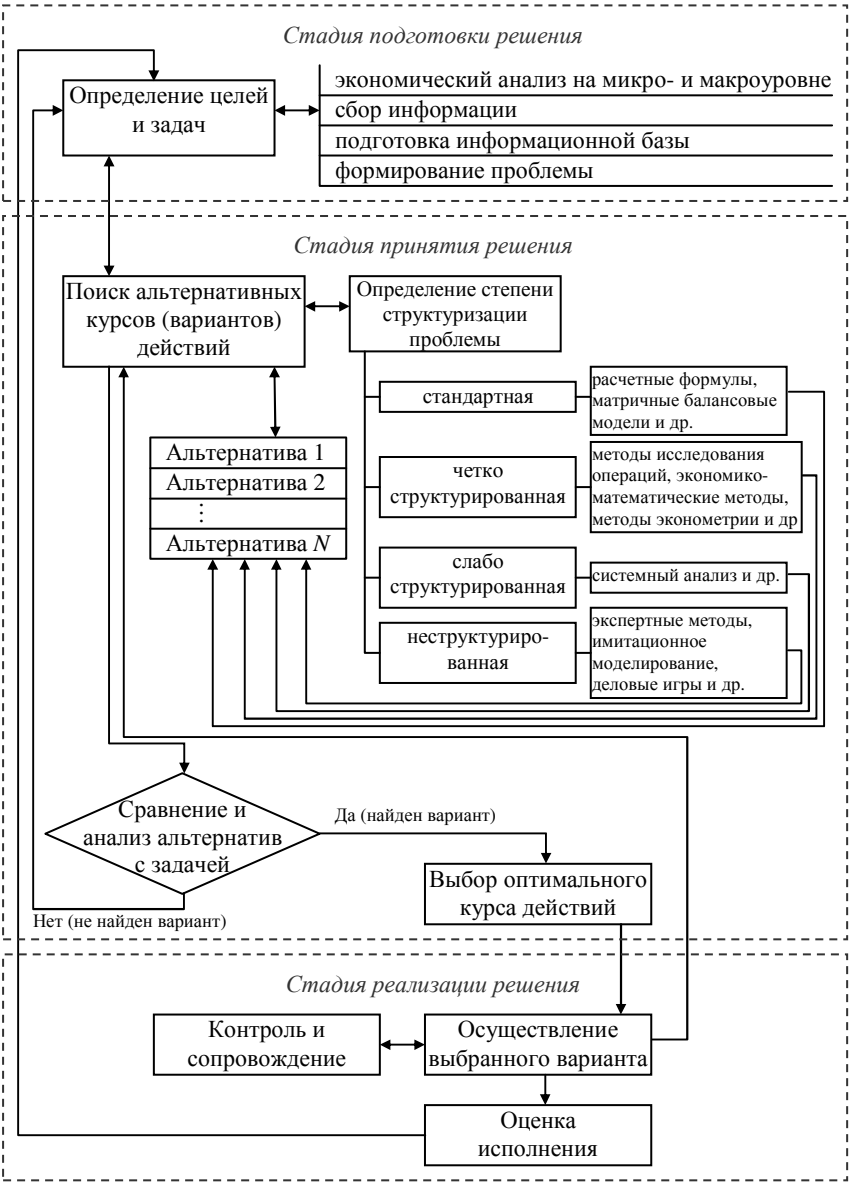 Стадия подготовки решения
Определение целей
и задач
экономический анализ на микро- и макроуровне
сбор информации
подготовка информационной базы
формирование проблемы
Стадия принятия решения
Поиск альтернативных
курсов (вариантов)
действий
Определение степени
структуризации
проблемы
стандартная
расчетные формулы,
матричные балансовые
модели и др.
Альтернатива 1
Альтернатива 2
⋮
Альтернатива N
четко
структурированная
методы исследования
операций, экономико-
математические методы,
методы эконометрии и др
слабо
структурированная
системный анализ и др.
неструктуриро-
ванная
экспертные методы,
имитационное
моделирование,
деловые игры и др.
Сравнение и
анализ альтернатив
с задачей
Да (найден вариант)
Выбор оптимального
курса действий
Нет (не найден вариант)
Стадия реализации решения
Контроль и
сопровождение
Осуществление
выбранного варианта
Оценка
исполнения